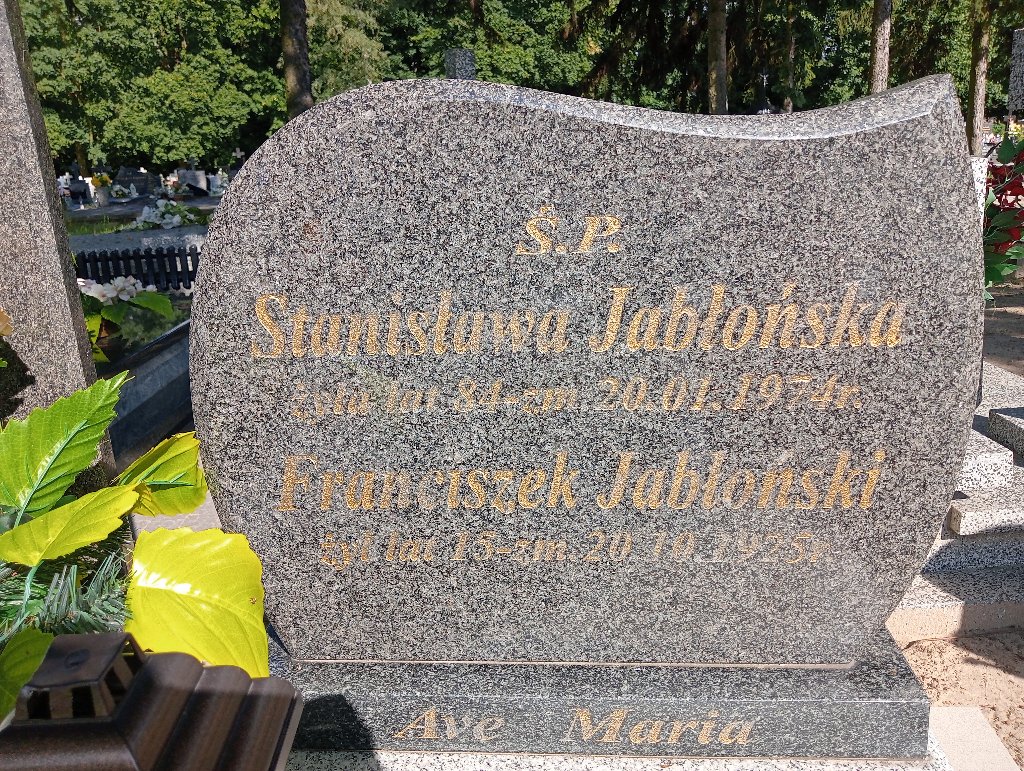 Ś.P.
Stanisława Jabłońska
żyła lat 84-zm. 20.01.1974r.
Franciszek Jabłoński
żył lat 15-zm. 20.10.1925r.
Ave Maria